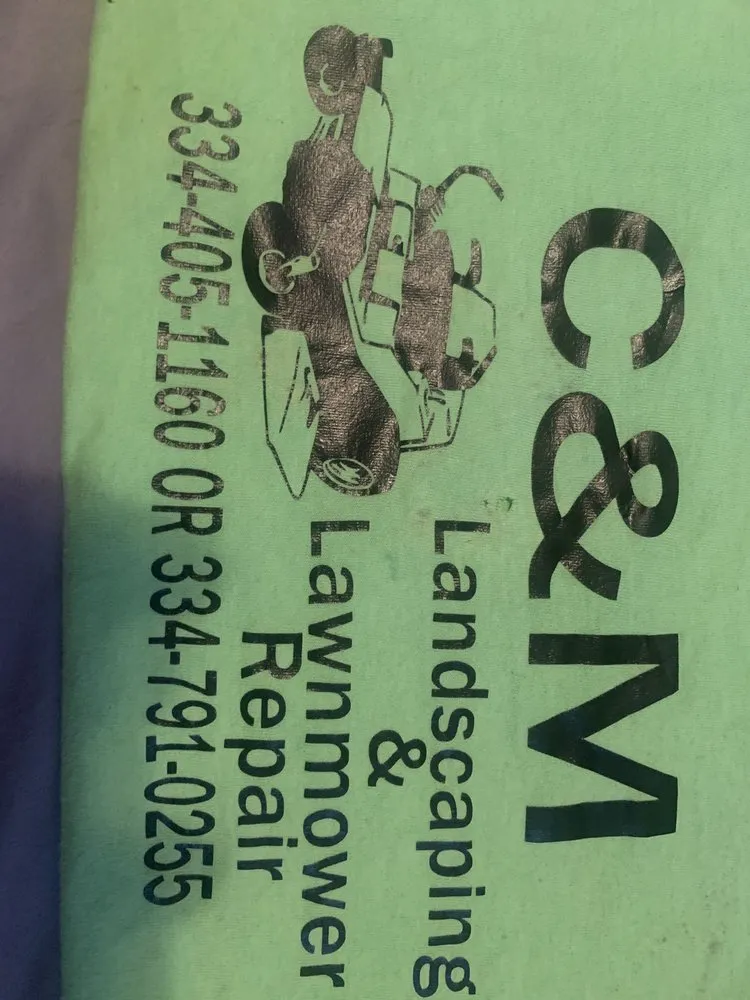 C&M
Landscaping
&
Lawnmower
Repair
334-405-1160 OR 334-791-0255